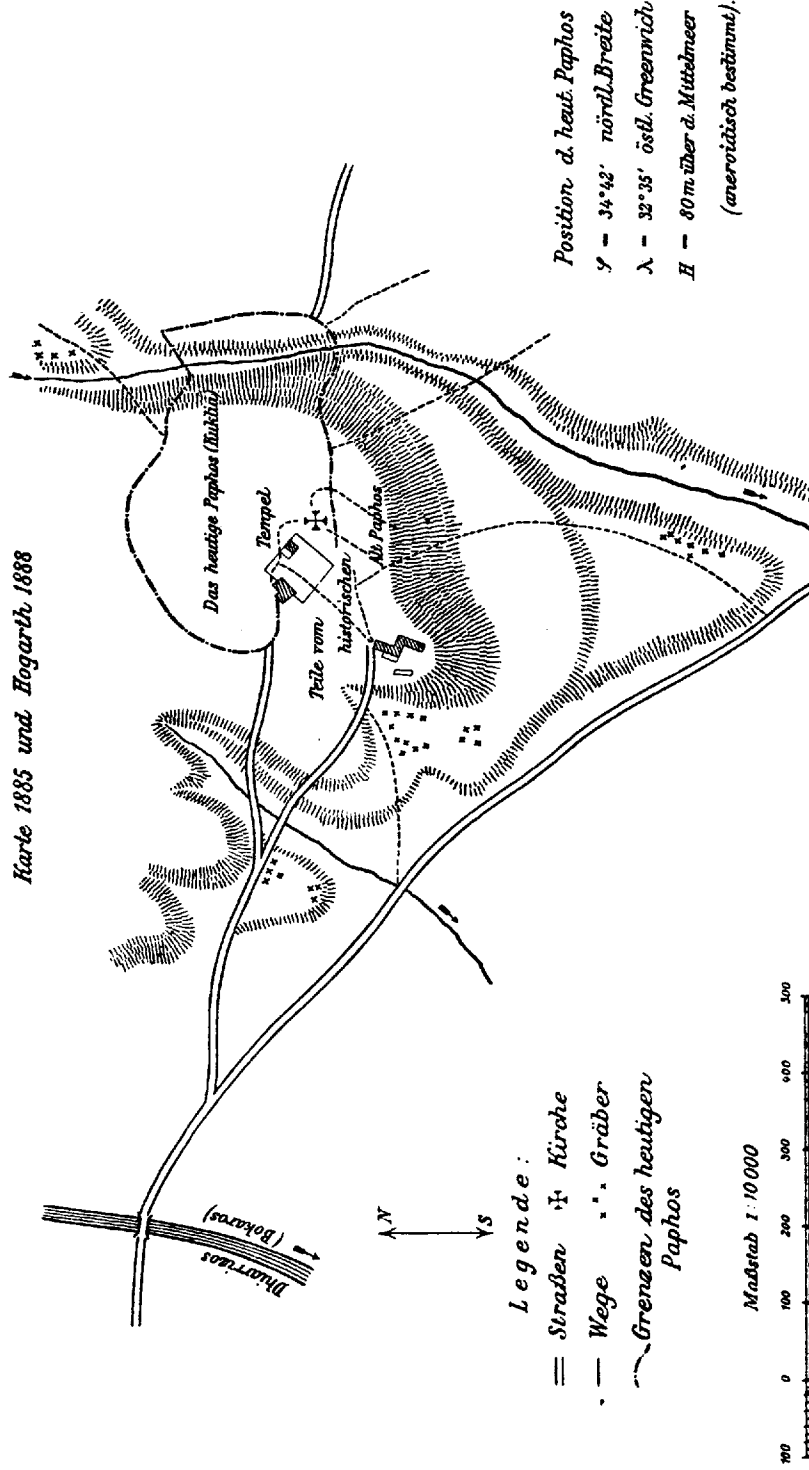 Karte 1885 und Hogarth 1888
Das heutige Paphos (Kuklia)
Tempel
Teile vom
historischen
Alt Paphos
Position d. heut. Paphos
φ = 34°42' nördl. Breite
λ = 32°35' östl. Greenwich
H = 80 m über d. Mittelmeer
(aneroidisch bestimmt).
Dhiarrizos
(Bokaros)
N
S
Legende:
Straßen
Kirche
Wege
Gräber
Grenzen des heutigen
Paphos
Maßstab 1:10000
100 0 100 200 300 400 500